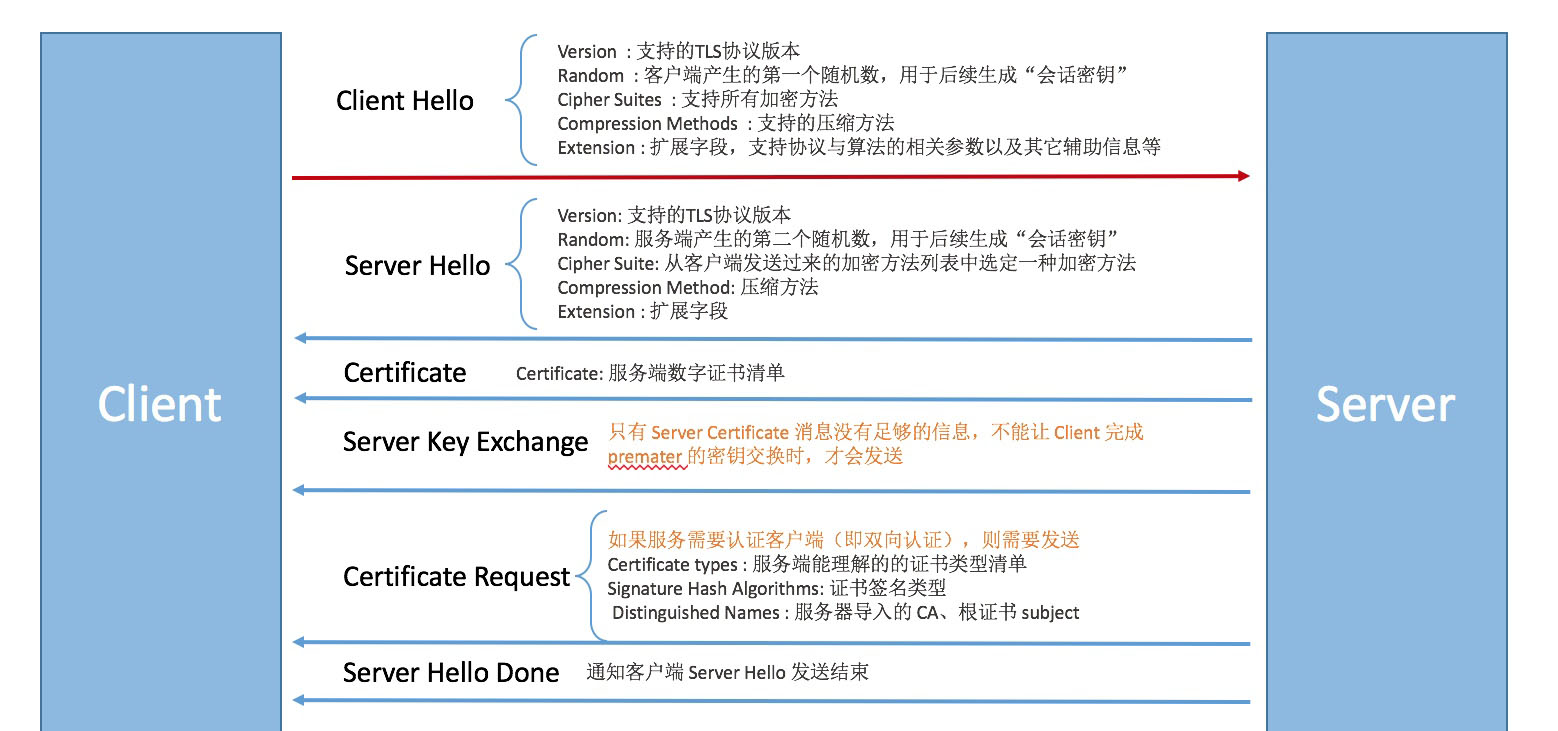 Client Hello
Version : 支持的TLS协议版本
Random : 客户端产生的第一个随机数，用于后续生成“会话密钥”
Cipher Suites : 支持所有加密方法
Compression Methods : 支持的压缩方法
Extension : 扩展字段，支持协议与算法的相关参数以及其它辅助信息等
Server Hello
Version: 支持的TLS协议版本
Random: 服务端产生的第二个随机数，用于后续生成“会话密钥”
Cipher Suite: 从客户端发送过来的加密方法列表中选定一种加密方法
Compression Method: 压缩方法
Extension : 扩展字段
Certificate
Certificate: 服务端数字证书清单
Client
Server
Server Key Exchange
只有 Server Certificate 消息没有足够的信息，不能让 Client 完成
premater 的密钥交换时，才会发送
Certificate Request
如果服务需要认证客户端（即双向认证），则需要发送
Certificate types : 服务端能理解的的证书类型清单
Signature Hash Algorithms: 证书签名类型
Distinguished Names : 服务器导入的 CA、根证书 subject
Server Hello Done
通知客户端 Server Hello 发送结束